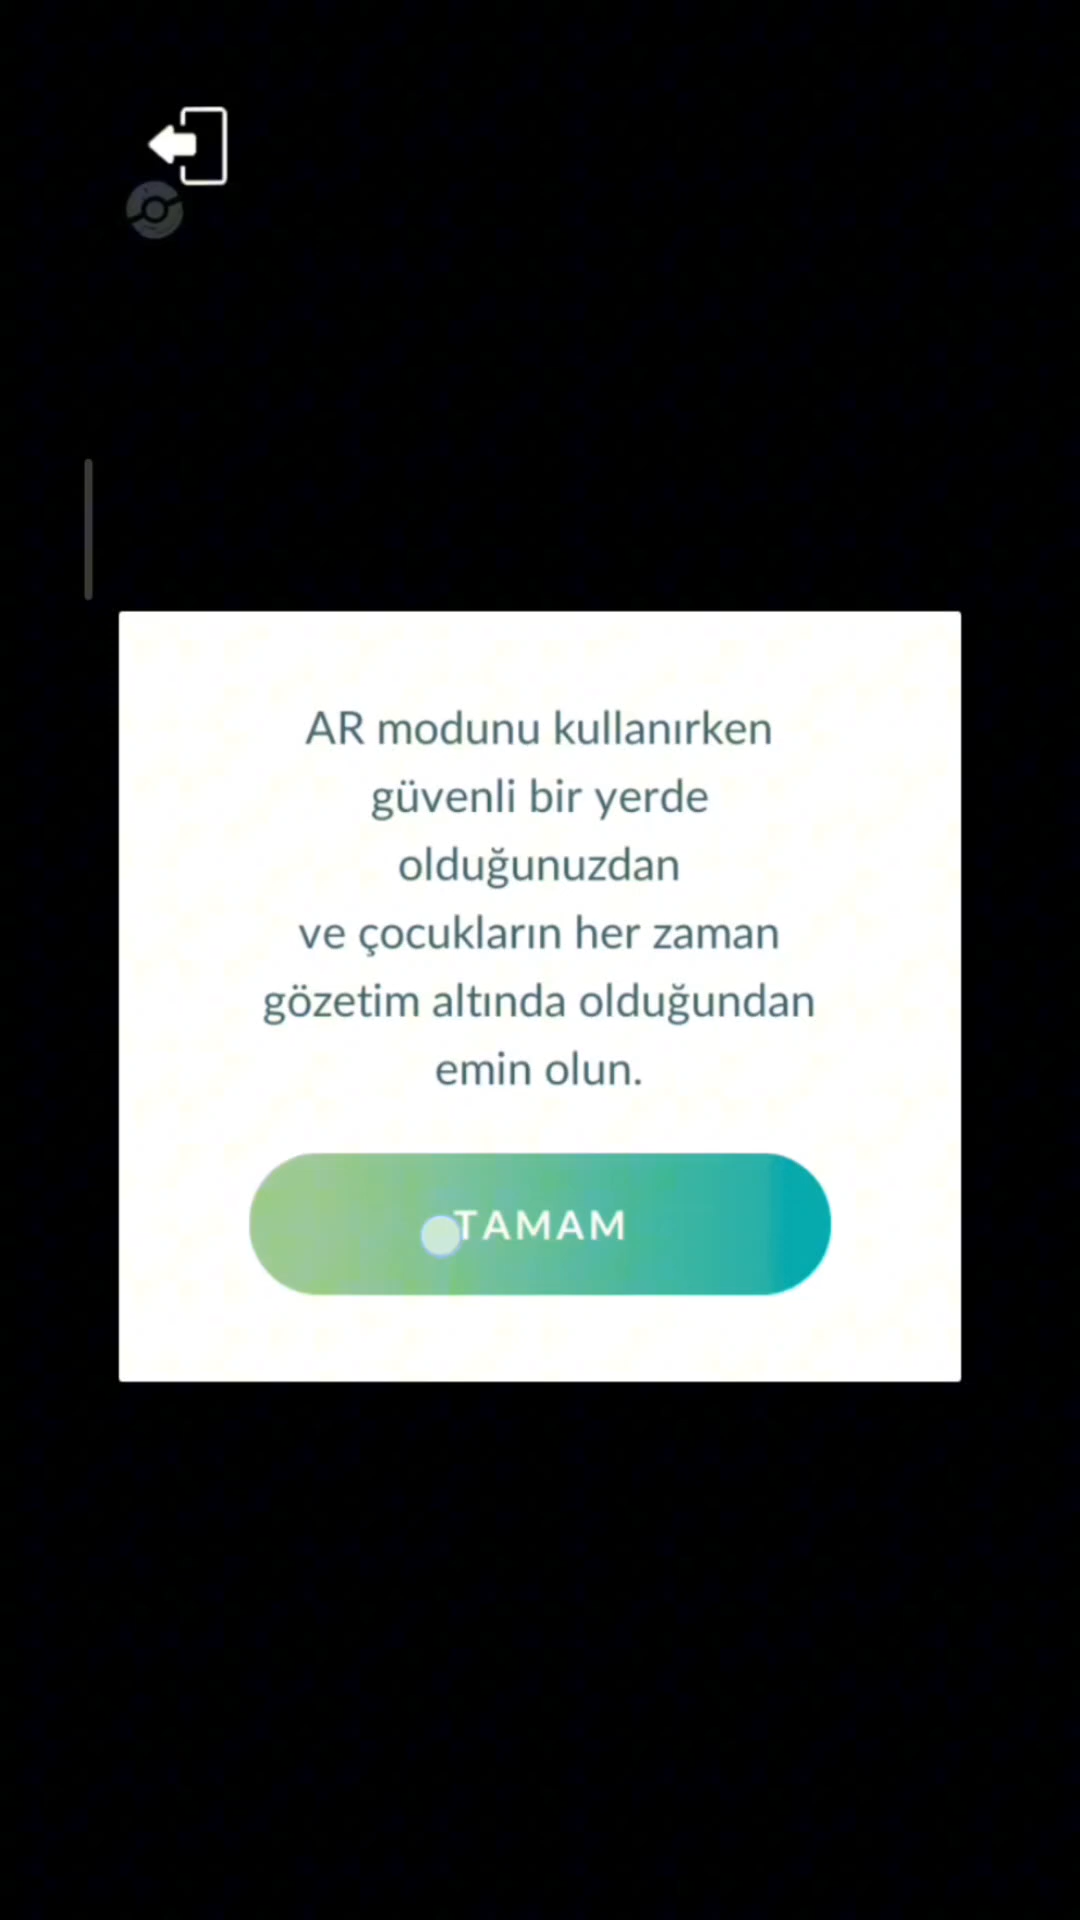 AR modunu kullanırken
güvenli bir yerde
olduğunuzdan
ve çocukların her zaman
gözetim altında olduğundan
emin olun.
TAMAM